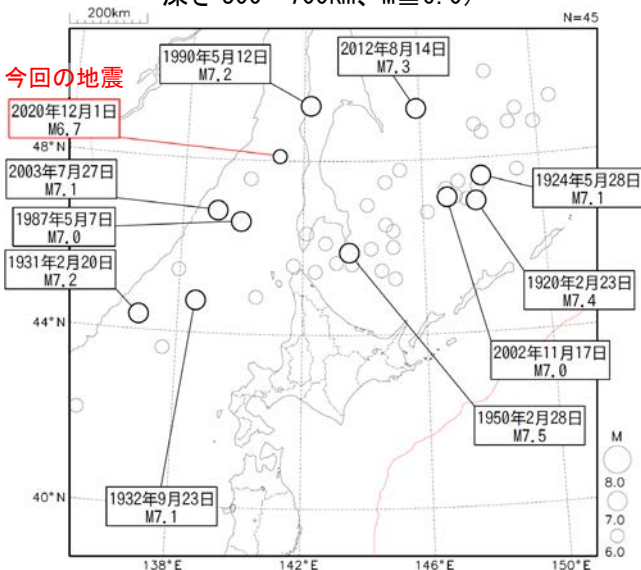 深さ 700km、
200km
N=45
1990年5月12日
M7.2
2012年8月14日
M7.3
今回の地震
2020年12月1日
M6.7
48°N
2003年7月27日
M7.1
1987年5月7日
M7.0
1931年2月20日
M7.2
1924年5月28日
M7.1
1920年2月23日
M7.4
44°N
2002年11月17日
M7.0
1950年2月28日
M7.5
1932年9月23日
M7.1
40°N
M
8.0
7.0
6.0
138°E
142°E
146°E
150°E